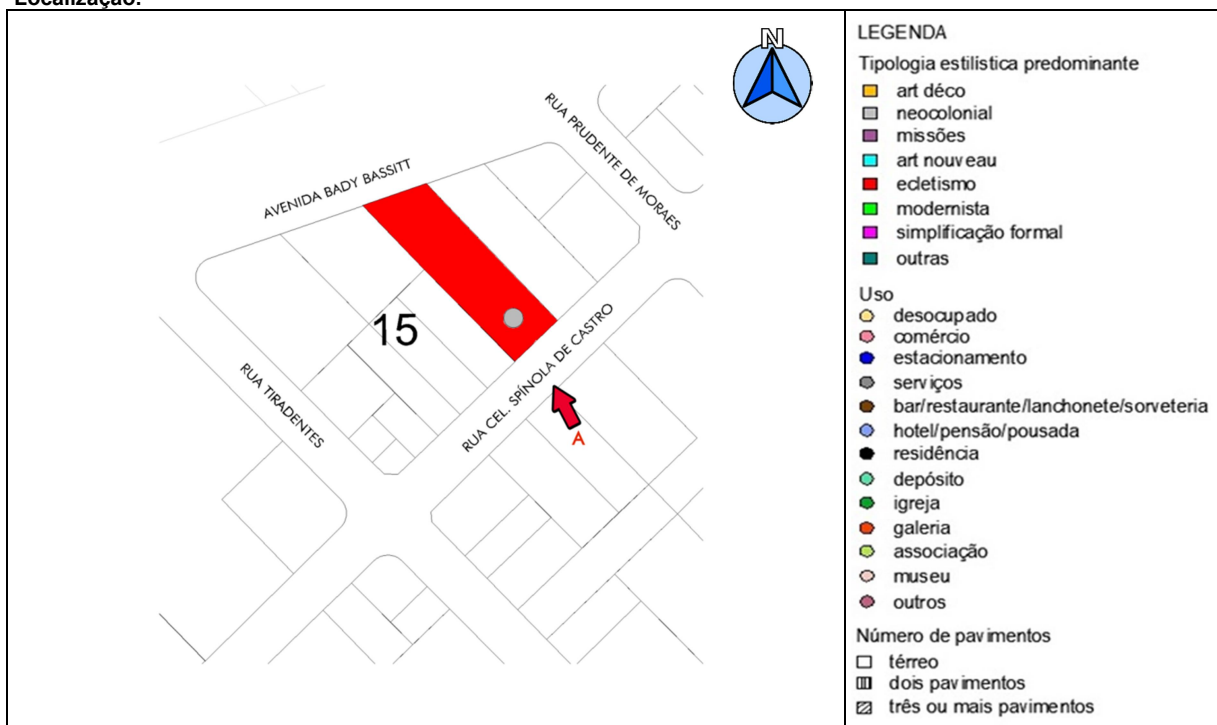 Localização:
N
RUA PRUDENTE DE MORAES
AVENIDA BADY BASSITT
15
RUA TIRADENTES
RUA CEL. SPÍNOLA DE CASTRO
A
LEGENDA
Tipologia estilística predominante
art déco
neocolonial
missões
art nouveau
ecletismo
modernista
simplificação formal
outras
Uso
desocupado
comércio
estacionamento
serviços
bar/restaurante/lanchonete/sorveteria
hotel/pensão/pousada
residência
depósito
igreja
galeria
associação
museu
outros
Número de pavimentos
térreo
dois pavimentos
três ou mais pavimentos